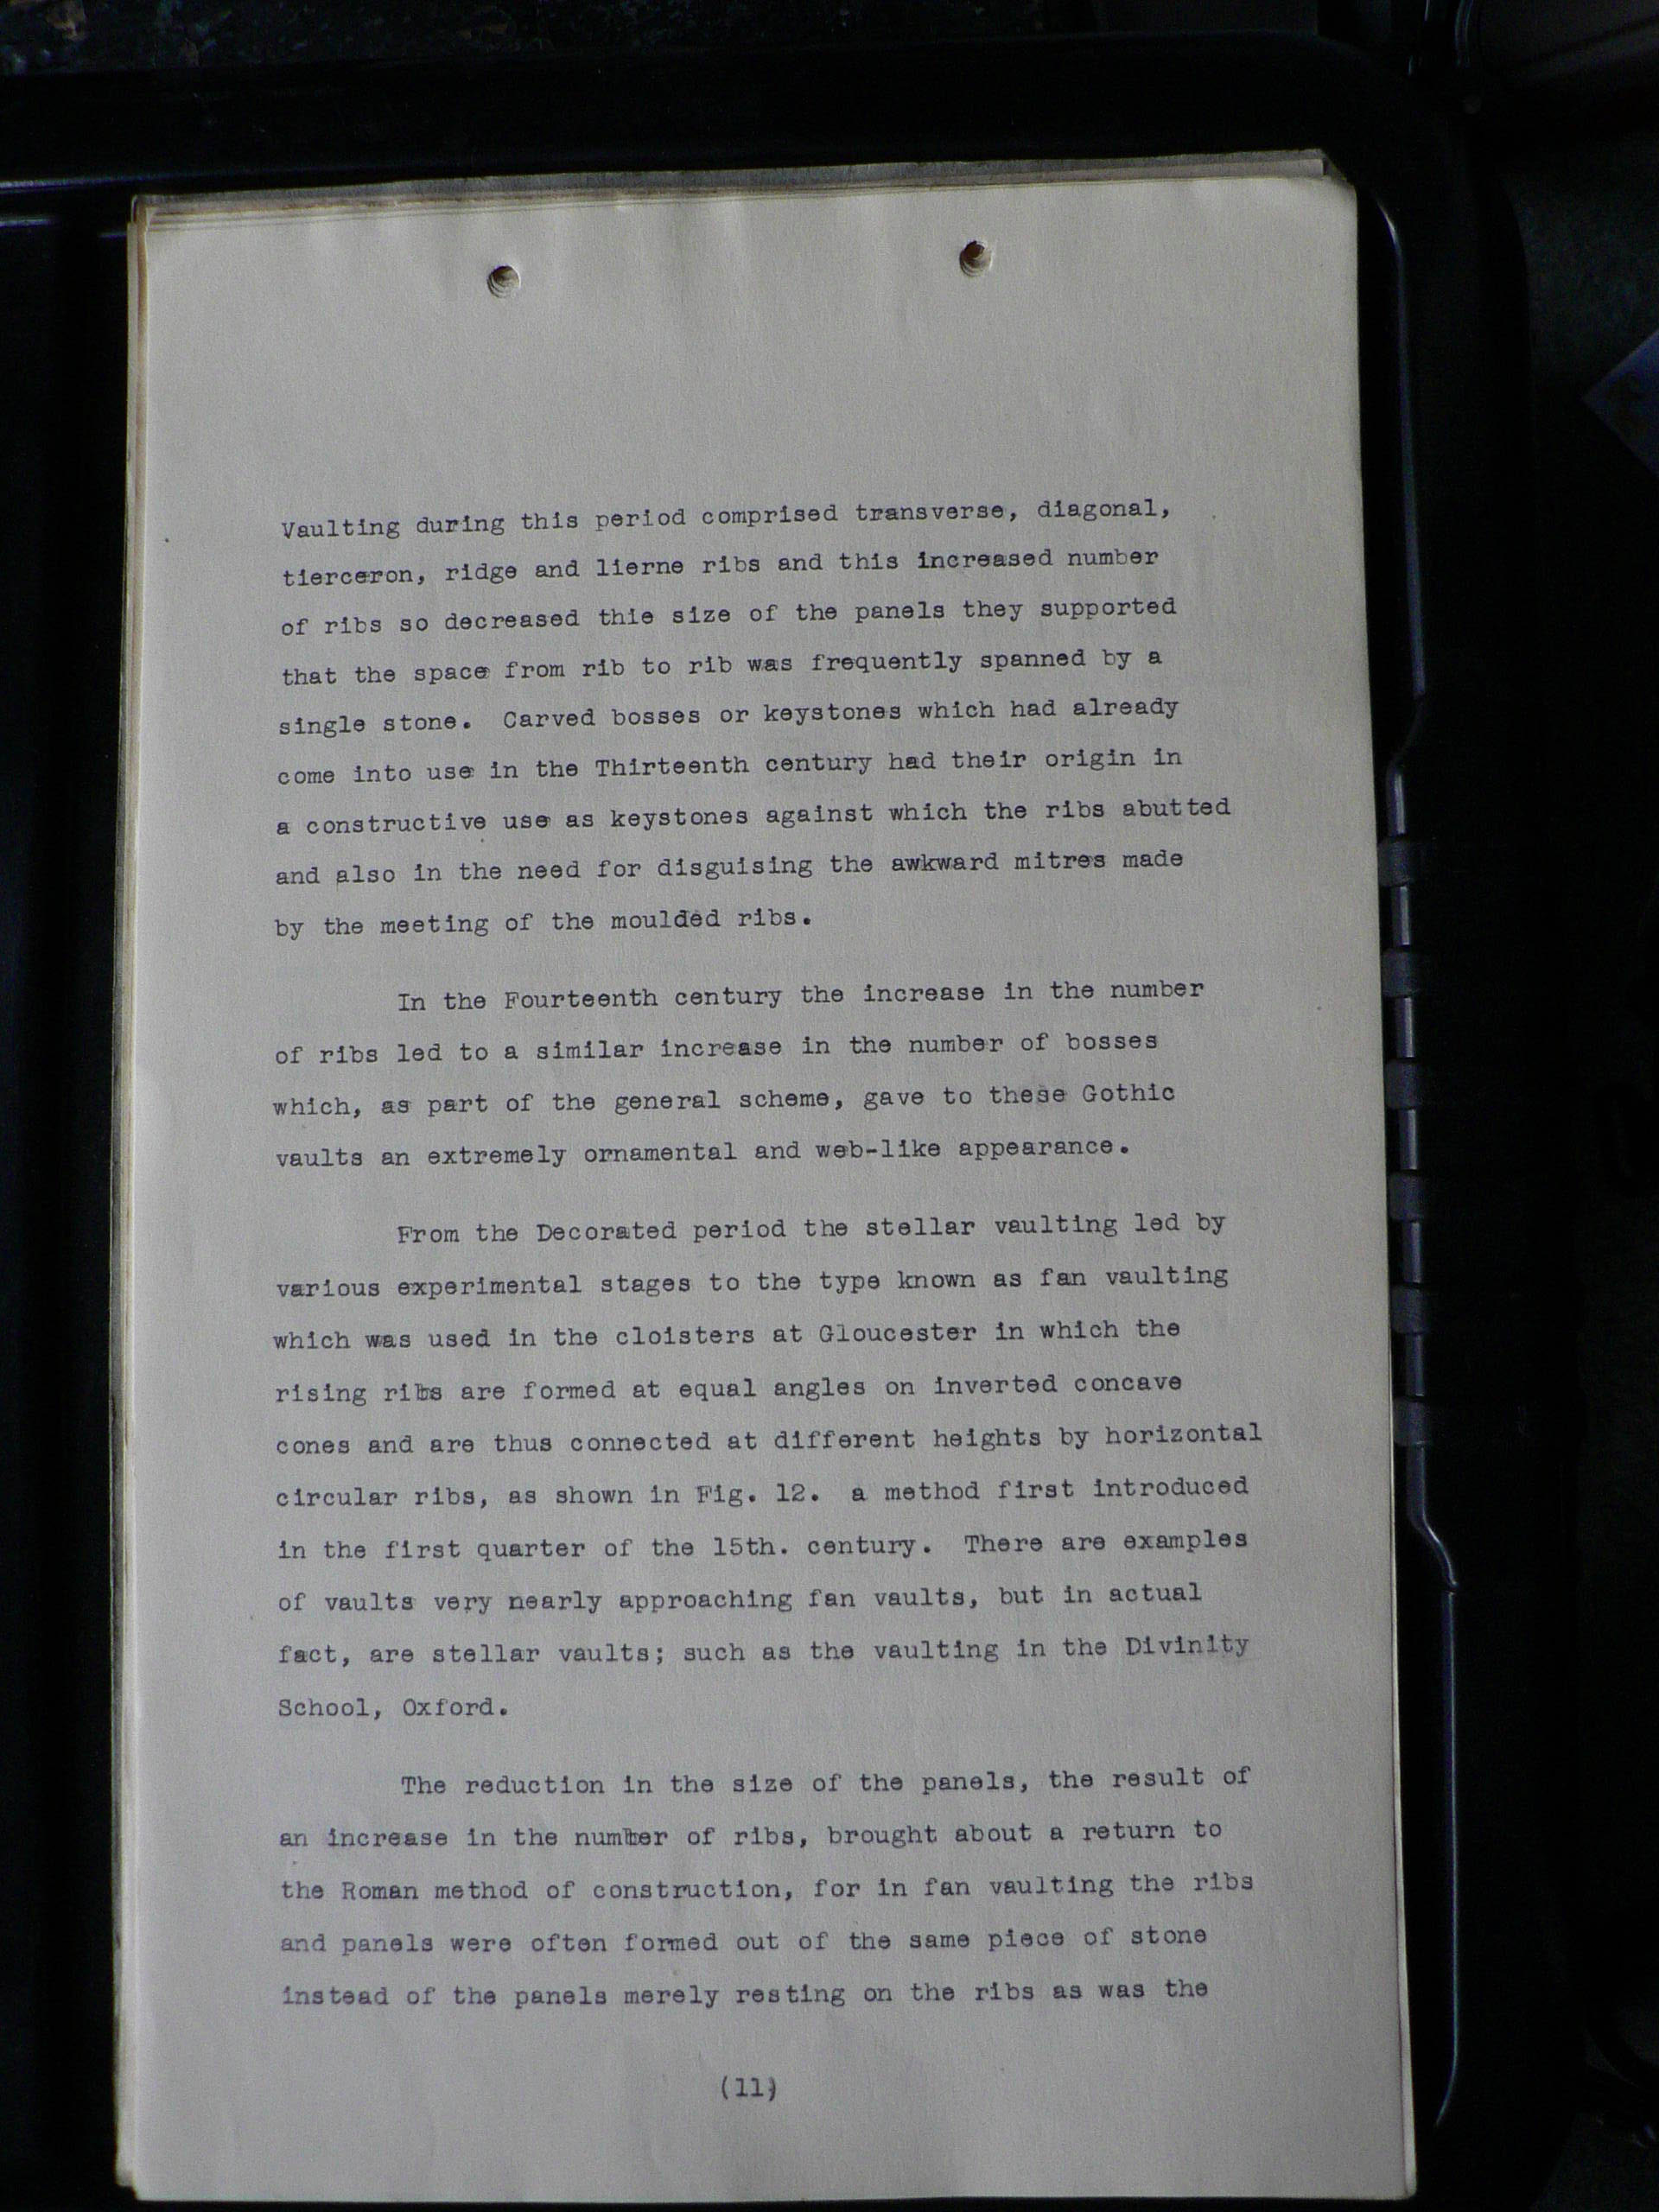 Vaulting during this period comprised transverse, diagonal,
tierceron, ridge and lierne ribs and this increased number
of ribs so decreased thie size of the panels they supported
that the space from rib to rib was frequently spanned by a
single stone. Carved bosses or keystones which had already
come into use in the Thirteenth century had their origin in
a constructive use as keystones against which the ribs abutted
and also in the need for disguising the awkward mitres made
by the meeting of the moulded ribs.
In the Fourteenth century the increase in the number
of ribs led to a similar increase in the number of bosses
which, as part of the general scheme, gave to these Gothic
vaults an extremely ornamental and web-like appearance.
From the Decorated period the stellar vaulting led by
various experimental stages to the type known as fan vaulting
which was used in the cloisters at Gloucester in which the
rising ribs are formed at equal angles on inverted concave
cones and are thus connected at different heights by horizontal
circular ribs, as shown in Fig. 12. a method first introduced
in the first quarter of the 15th. century. There are examples
of vaults very nearly approaching fan vaults, but in actual
fact, are stellar vaults; such as the vaulting in the Divinity
School, Oxford.
The reduction in the size of the panels, the result of
an increase in the number of ribs, brought about a return to
the Roman method of construction, for in fan vaulting the ribs
and panels were often formed out of the same piece of stone
instead of the panels merely resting on the ribs as was the
(11)